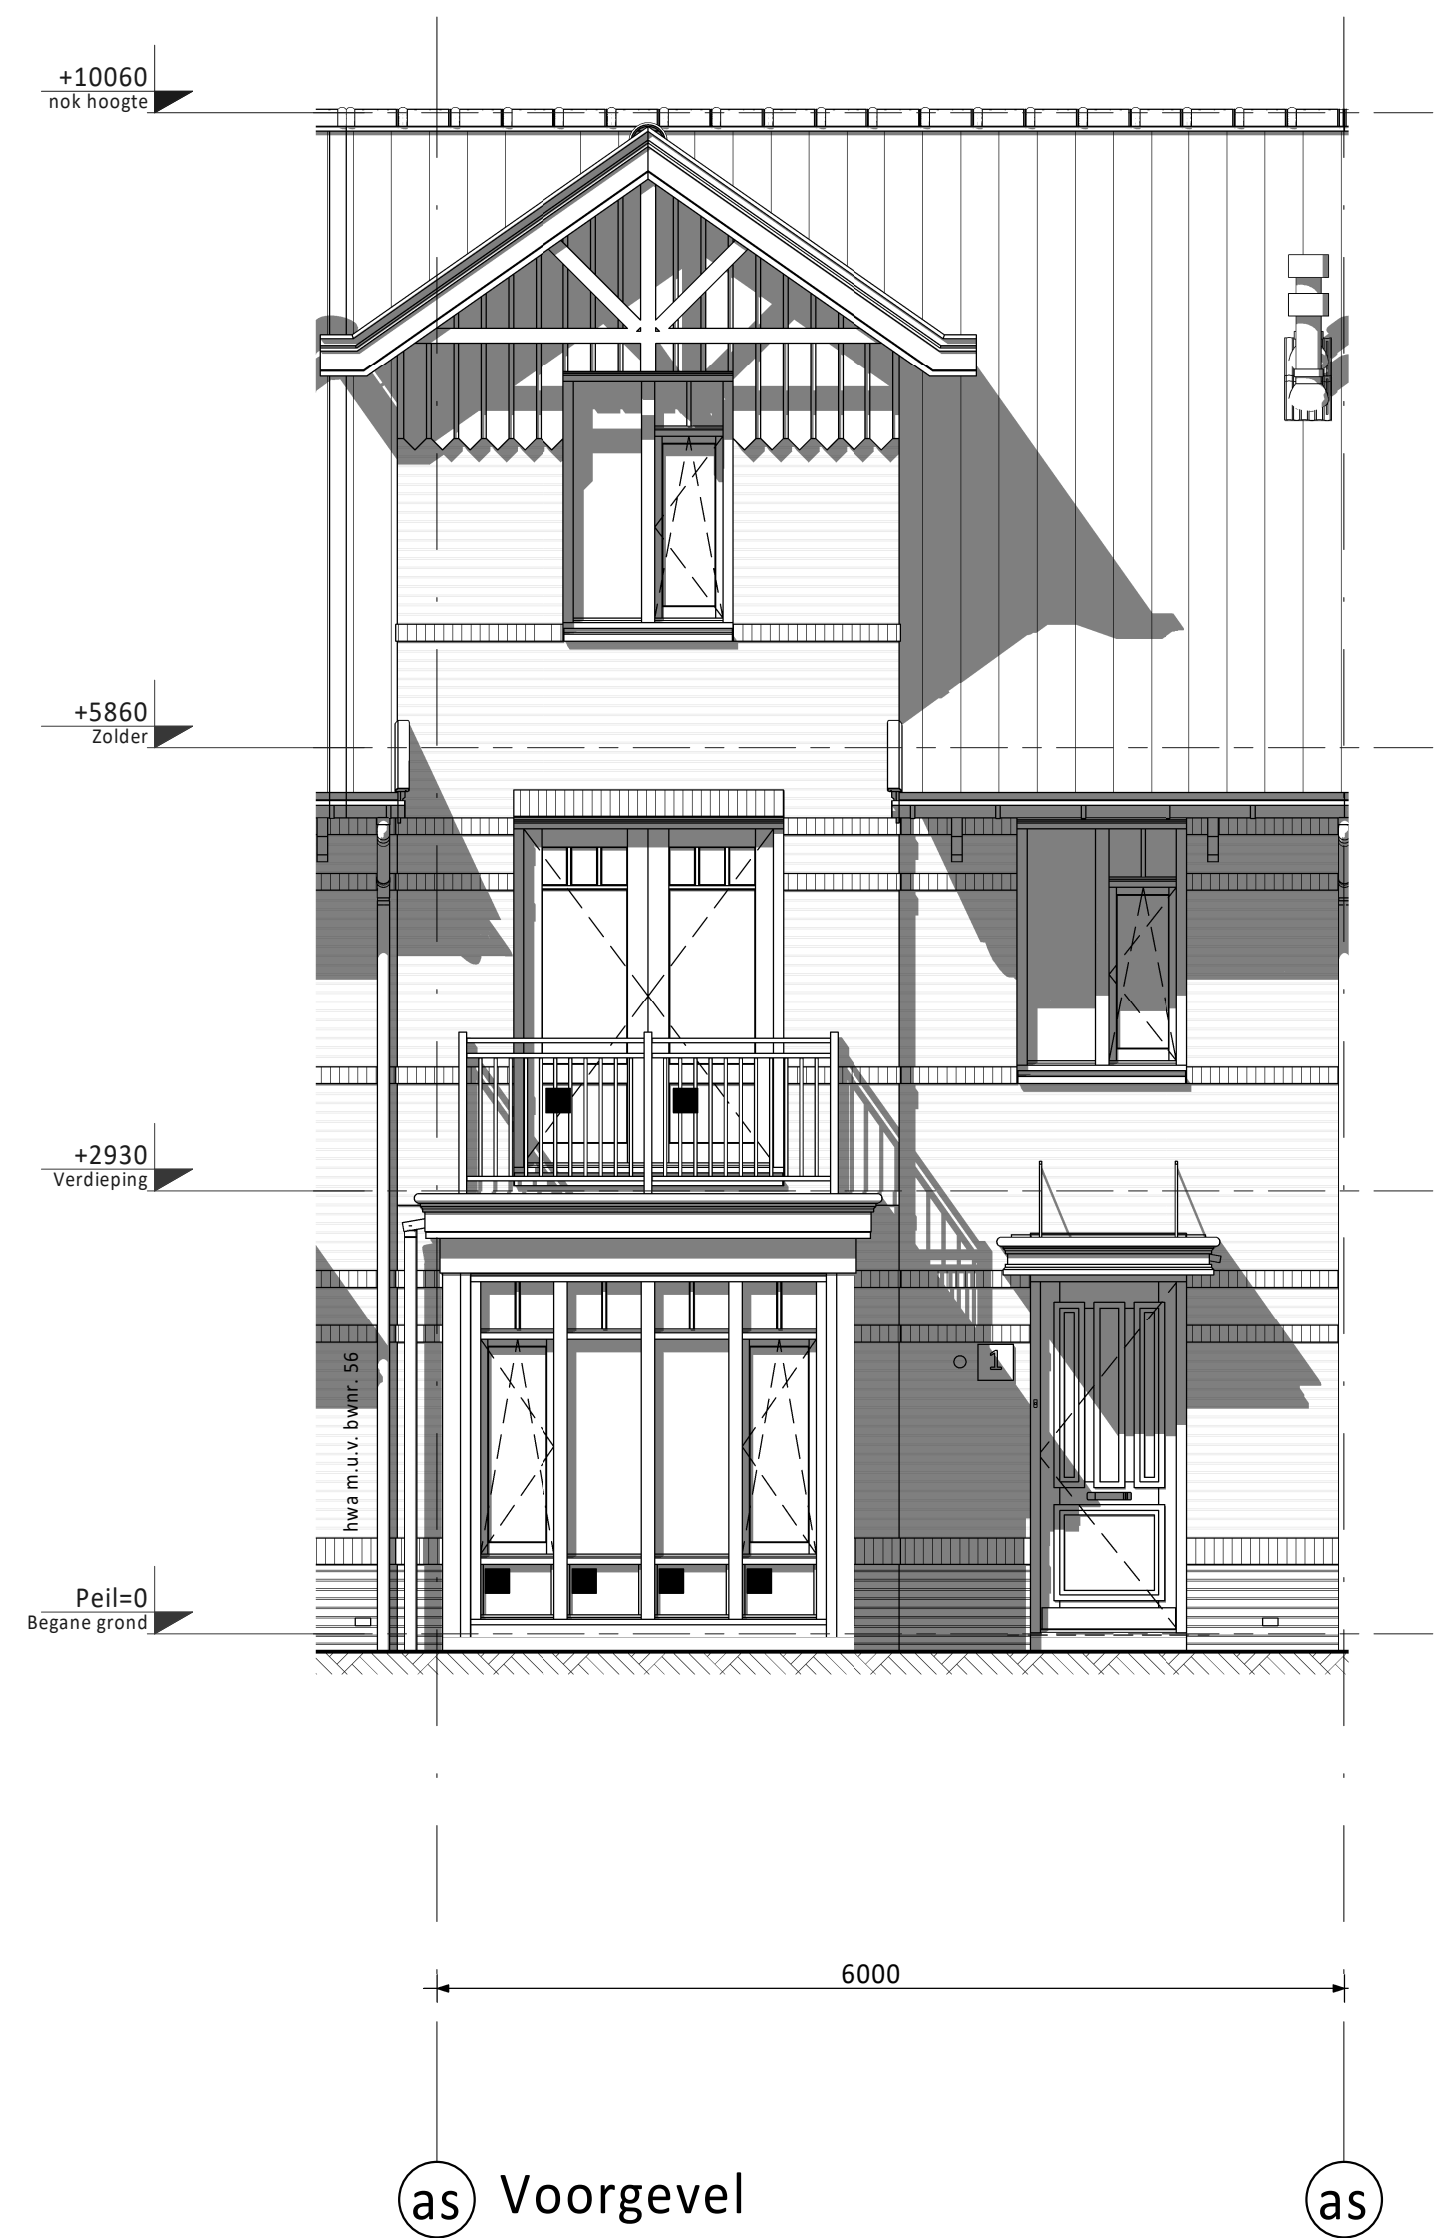 +10060
nok hoogte
+5860
Zolder
+2930
Verdieping
1
hwa m.u.v. bwnr. 56
Peil=0
Begane grond
6000
as Voorgevel
as